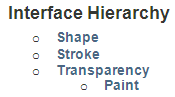 Interface Hierarchy
o Shape
o Stroke
o Transparency
o Paint